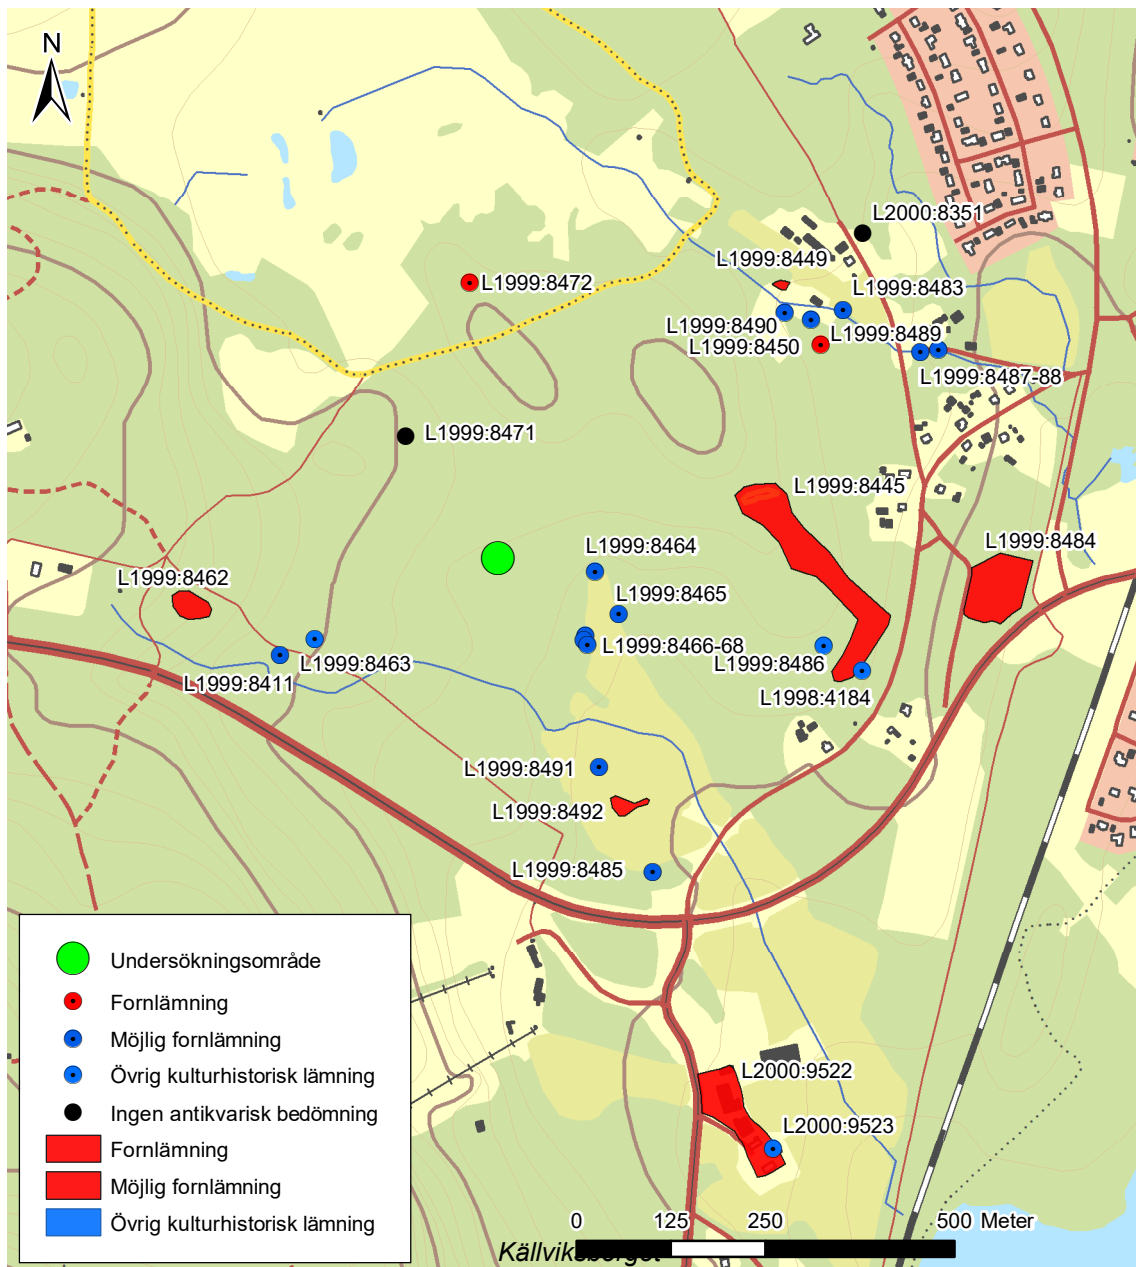 N
L2000:8351
L1999:8449
L1999:8472
L1999:8483
L1999:8490
L1999:8489
L1999:8450
L1999:8487-88
L1999:8471
L1999:8445
L1999:8464
L1999:8484
L1999:8462
L1999:8465
L1999:8466-68
L1999:8463
L1999:8486
L1999:8411
L1998:4184
L1999:8491
L1999:8492
L1999:8485
Undersökningsområde
Fornlämning
Möjlig fornlämning
Övrig kulturhistorisk lämning
Ingen antikvarisk bedömning
Fornlämning
Möjlig fornlämning
Övrig kulturhistorisk lämning
L2000:9522
L2000:9523
0 125 250 500 Meter
Källviksberget